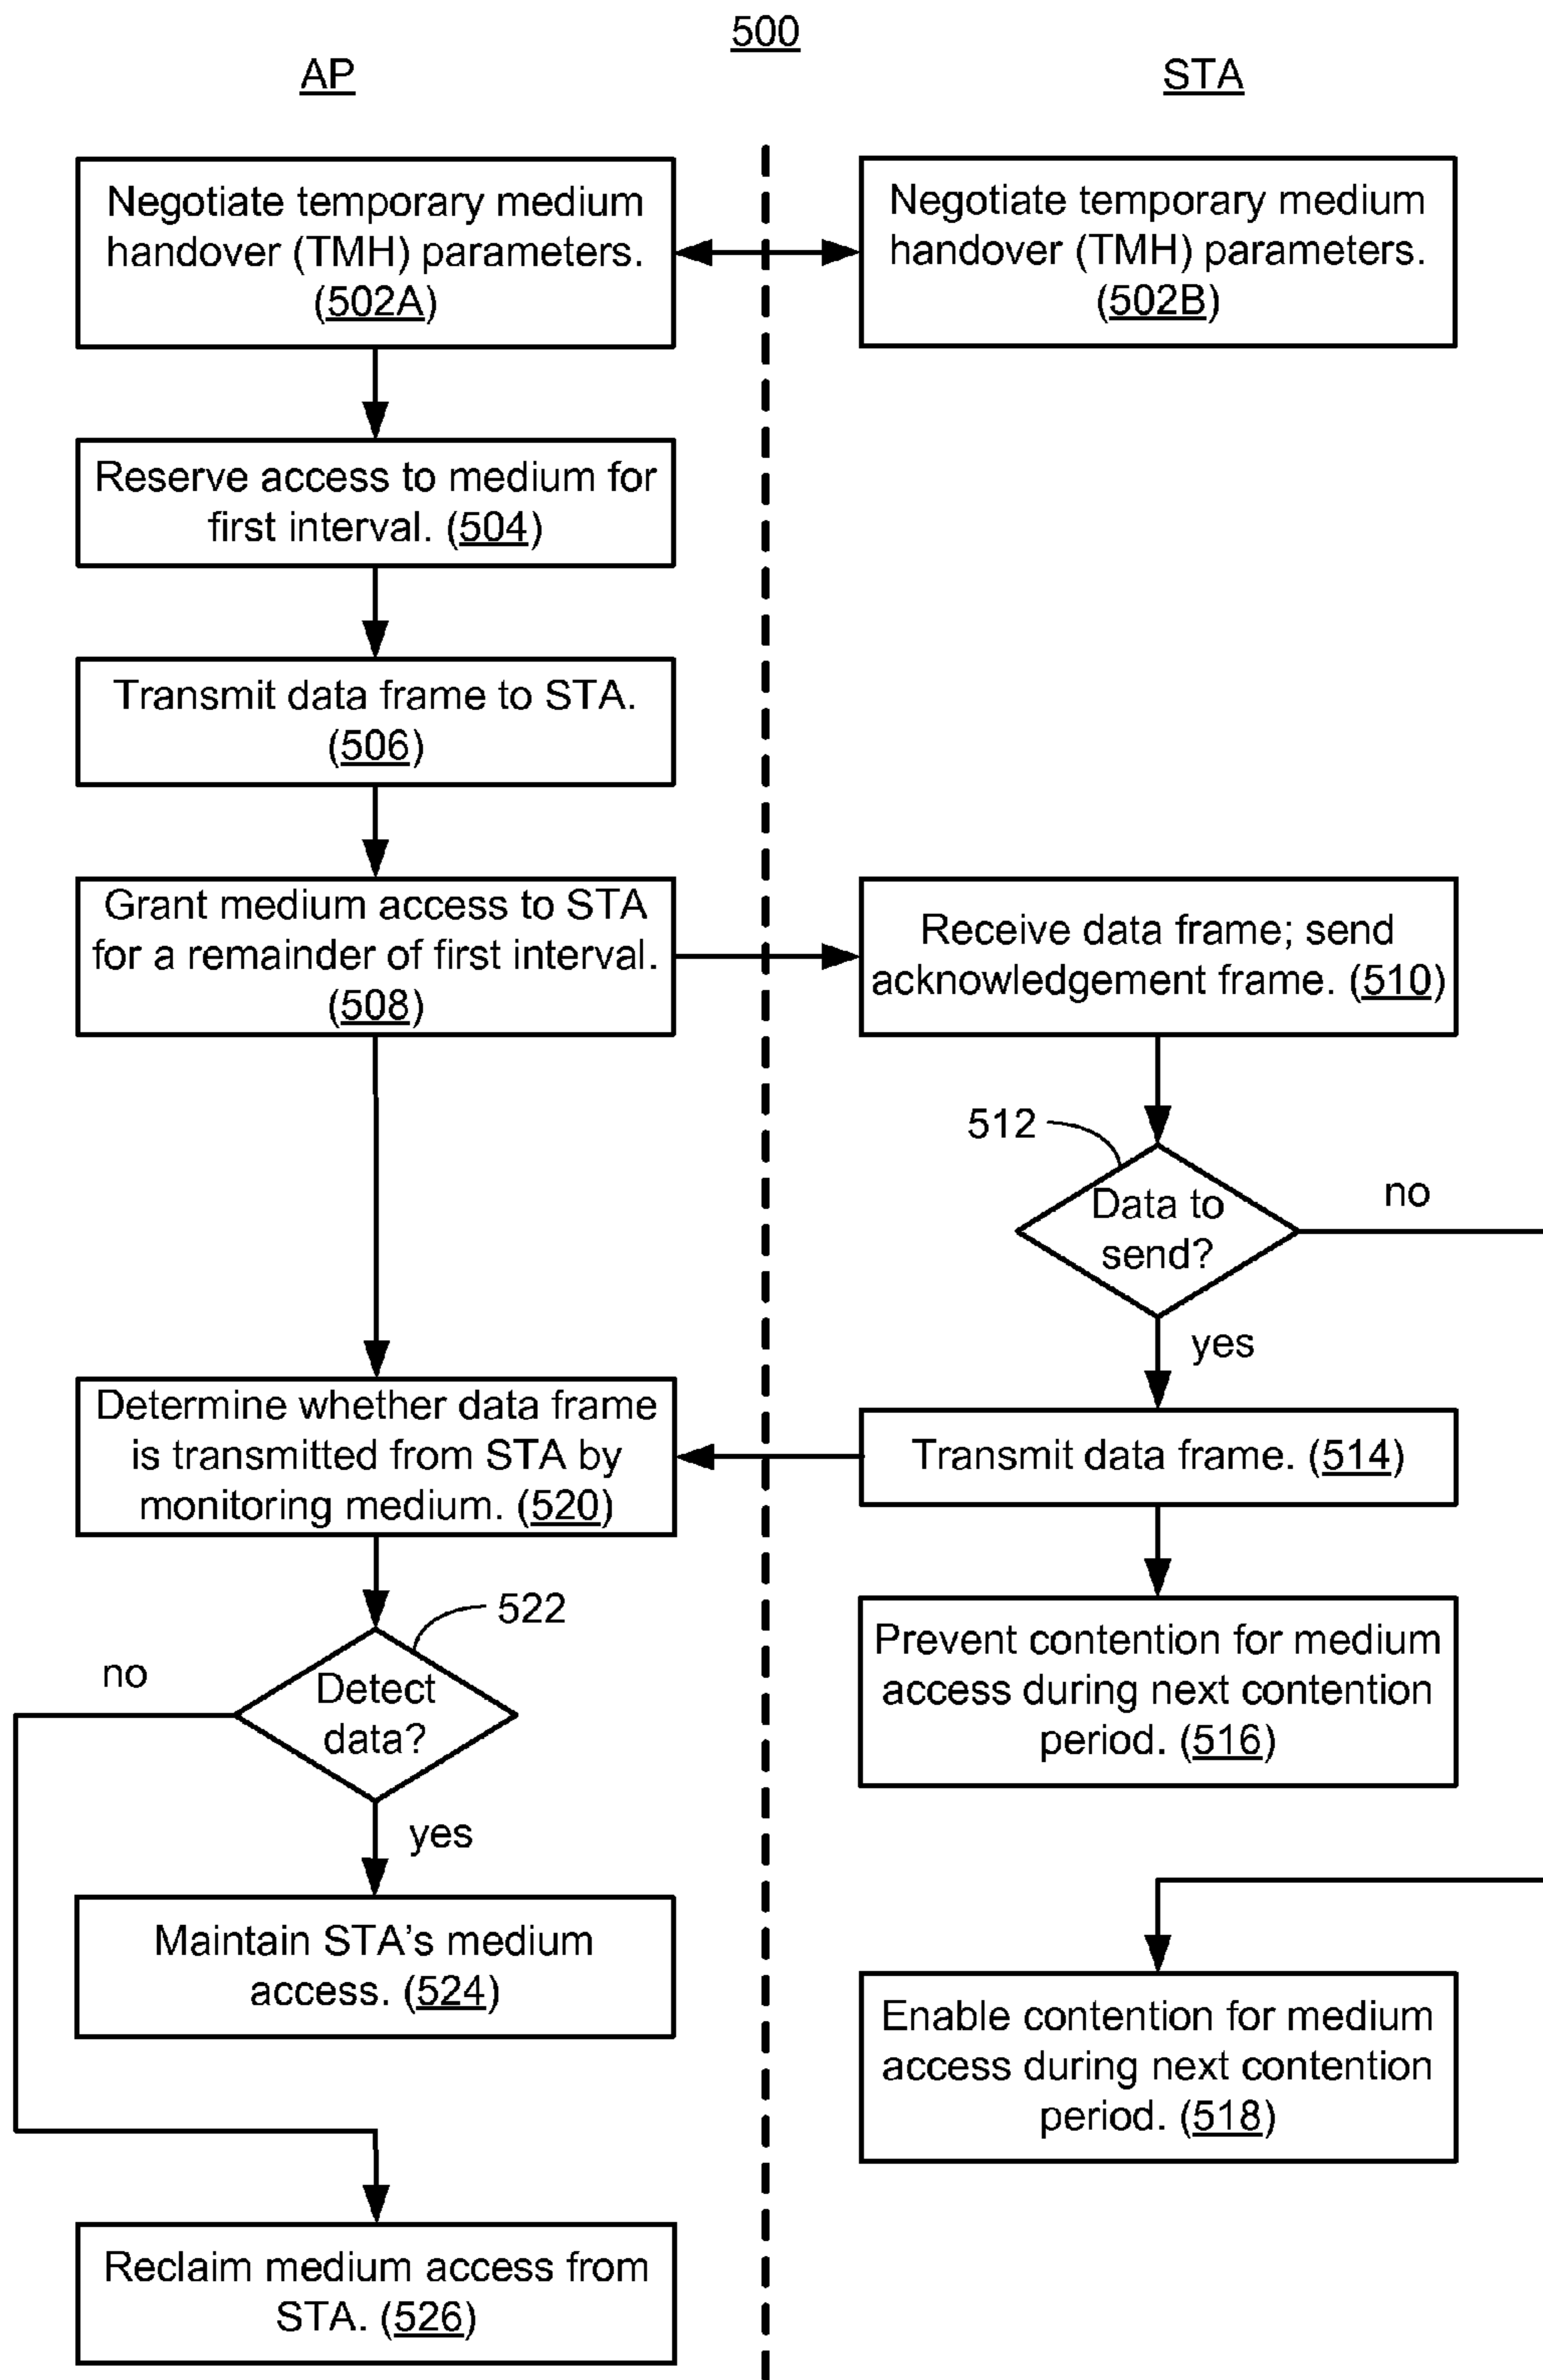 500
AP
STA
Negotiate temporary medium
handover (TMH) parameters.
(502A)
Negotiate temporary medium
handover (TMH) parameters.
(502B)
Reserve access to medium for
first interval. (504)
Transmit data frame to STA.
(506)
Grant medium access to STA
for a remainder of first interval.
(508)
Receive data frame; send
acknowledgement frame. (510)
512
Data to
send?
no
yes
Determine whether data frame
is transmitted from STA by
monitoring medium. (520)
Transmit data frame. (514)
522
Detect
data?
no
yes
Prevent contention for medium
access during next contention
period. (516)
Maintain STA's medium
access. (524)
Enable contention for medium
access during next contention
period. (518)
Reclaim medium access from
STA. (526)